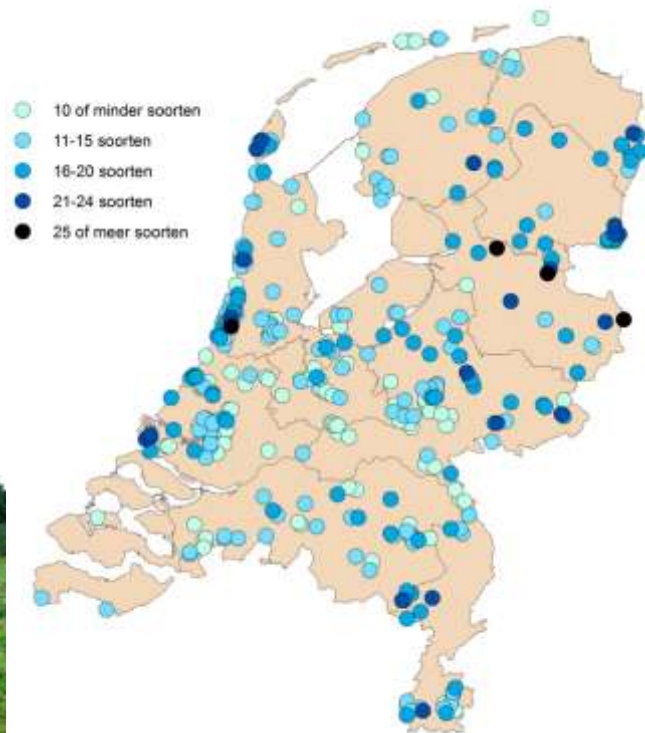 10 of minder soorten
11-15 soorten
16-20 soorten
21-24 soorten
25 of meer soorten